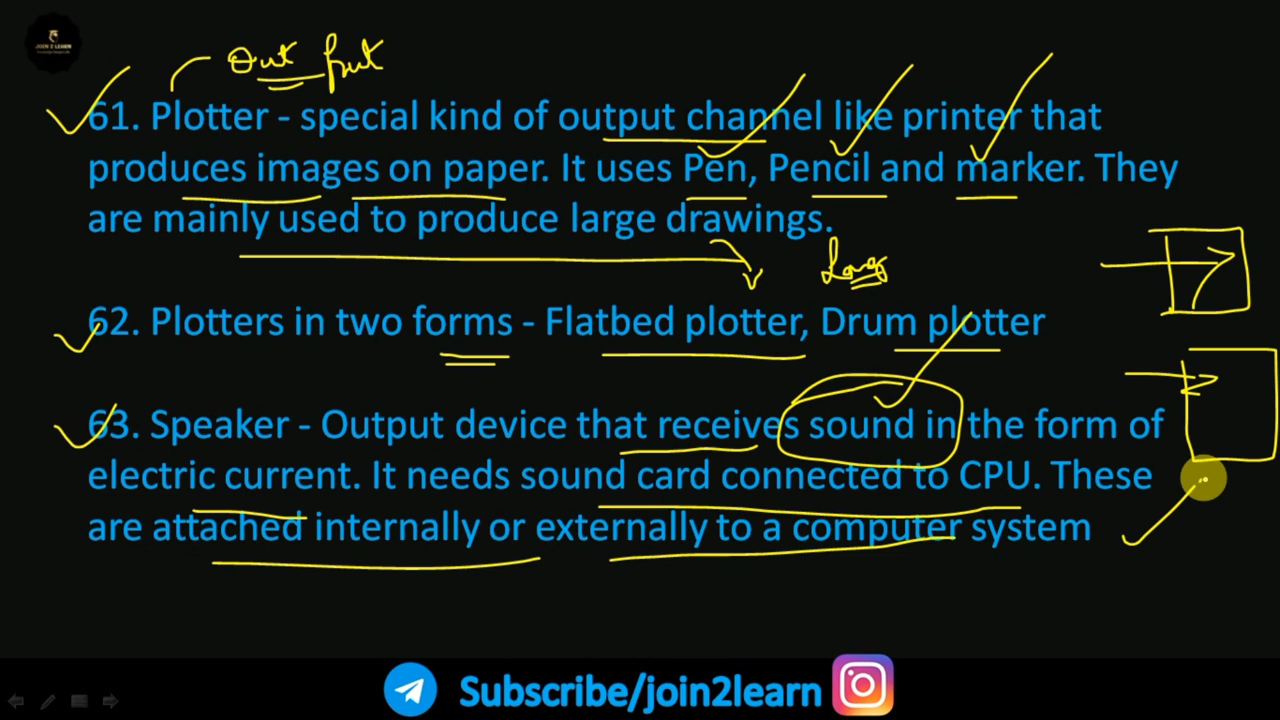 JOIN 2 LEARN
Out put
61. Plotter - special kind of output channel like printer that
produces images on paper. It uses Pen, Pencil and marker. They
are mainly used to produce large drawings.
Large
62. Plotters in two forms - Flatbed plotter, Drum plotter
63. Speaker - Output device that receives sound in the form of
electric current. It needs sound card connected to CPU. These
are attached internally or externally to a computer system
Subscribe/join2learn